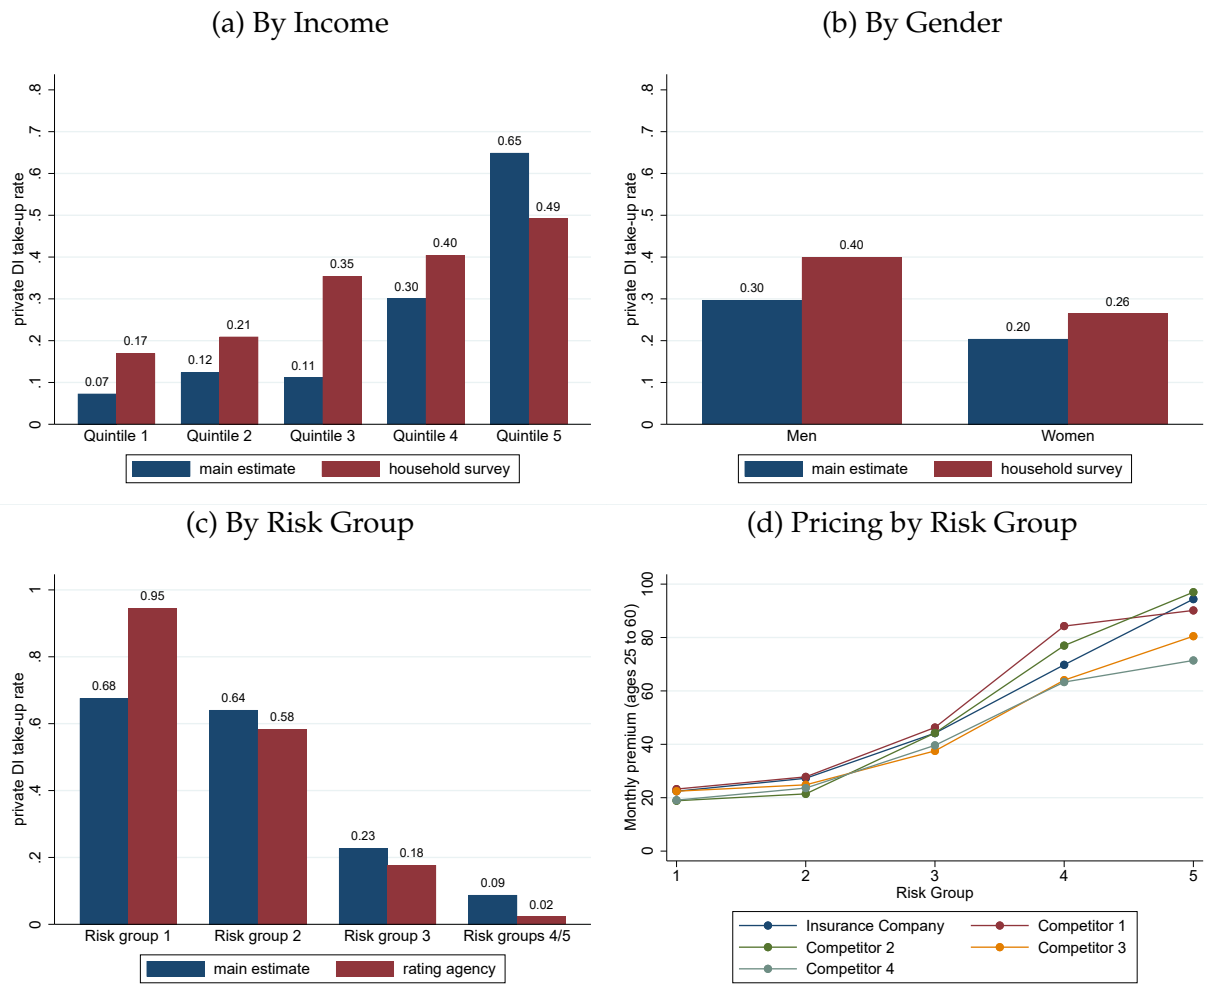 (a) By Income
private DI take-up rate
0 .1 .2 .3 .4 .5 .6 .7 .8
0.07 0.17 0.12 0.21 0.11 0.35 0.30 0.40 0.65 0.49
Quintile 1 Quintile 2 Quintile 3 Quintile 4 Quintile 5
main estimate household survey
(b) By Gender
private DI take-up rate
0 .1 .2 .3 .4 .5 .6 .7 .8
0.30 0.40 0.20 0.26
Men Women
main estimate household survey
(c) By Risk Group
private DI take-up rate
0 .2 .4 .6 .8 1
0.68 0.95 0.64 0.58 0.23 0.18 0.09 0.02
Risk group 1 Risk group 2 Risk group 3 Risk groups 4/5
main estimate rating agency
(d) Pricing by Risk Group
Monthly premium (ages 25 to 60)
0 20 40 60 80 100
1 2 3 4 5
Risk Group
Insurance Company Competitor 1
Competitor 2 Competitor 3
Competitor 4